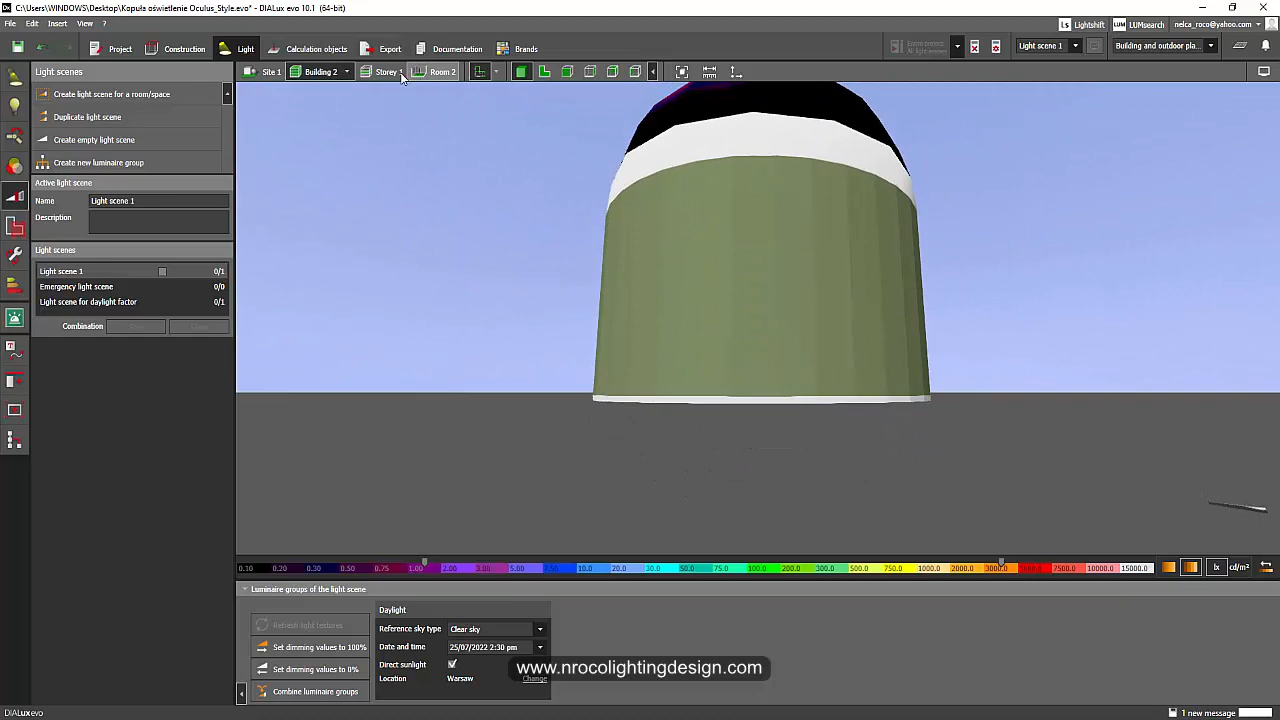 C:\Users\WINDOWS\Desktop\Kopuła oświetlenie Oculus_Style.evo* - DIALux evo 10.1 (64-bit)
File Edit Insert View ?
Lightshift LUMsearch nelca_roco@yahoo.com
Project Construction Light Calculation objects Export Documentation Brands
Entire project
Light scene 1 Building and outdoor pla...
Light scenes
Site 1 Building 2 Storey Room 2
Create light scene for a room/space
Duplicate light scene
Create empty light scene
Create new luminaire group
Active light scene
Name Light scene 1
Description
Light scenes
Light scene 1 0/1
Emergency light scene 0/0
Light scene for daylight factor 0/1
Combination
0.10 0.20 0.30 0.50 0.75 1.00 2.00 3.00 5.00 7.50 10.0 20.0 30.0 50.0 75.0 100.0 200.0 300.0 500.0 750.0 1000.0 2000.0 3000.0 5000.0 7500.0 10000.0 15000.0 lx cd/m²
Luminaire groups of the light scene
Daylight
Refresh light textures
Reference sky type Clear sky
Set dimming values to 100%
Date and time 25/07/2022 2:30 pm
Set dimming values to 0%
Direct sunlight
www.nrocolightingdesign.com
Location Warsaw Change
Combine luminaire groups
DIALux evo 1 new message